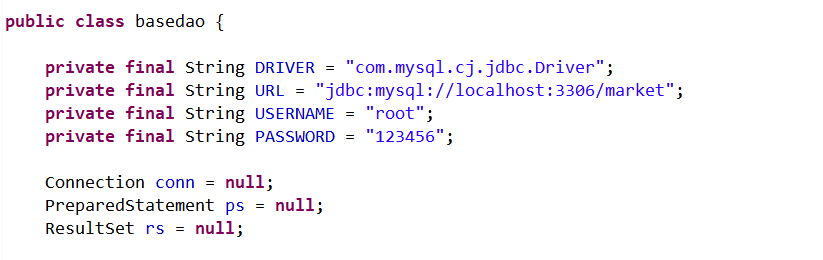 public class basedao {
private final String DRIVER = "com.mysql.cj.jdbc.Driver";
private final String URL = "jdbc:mysql://localhost:3306/market";
private final String USERNAME = "root";
private final String PASSWORD = "123456";
Connection conn = null;
PreparedStatement ps = null;
ResultSet rs = null;